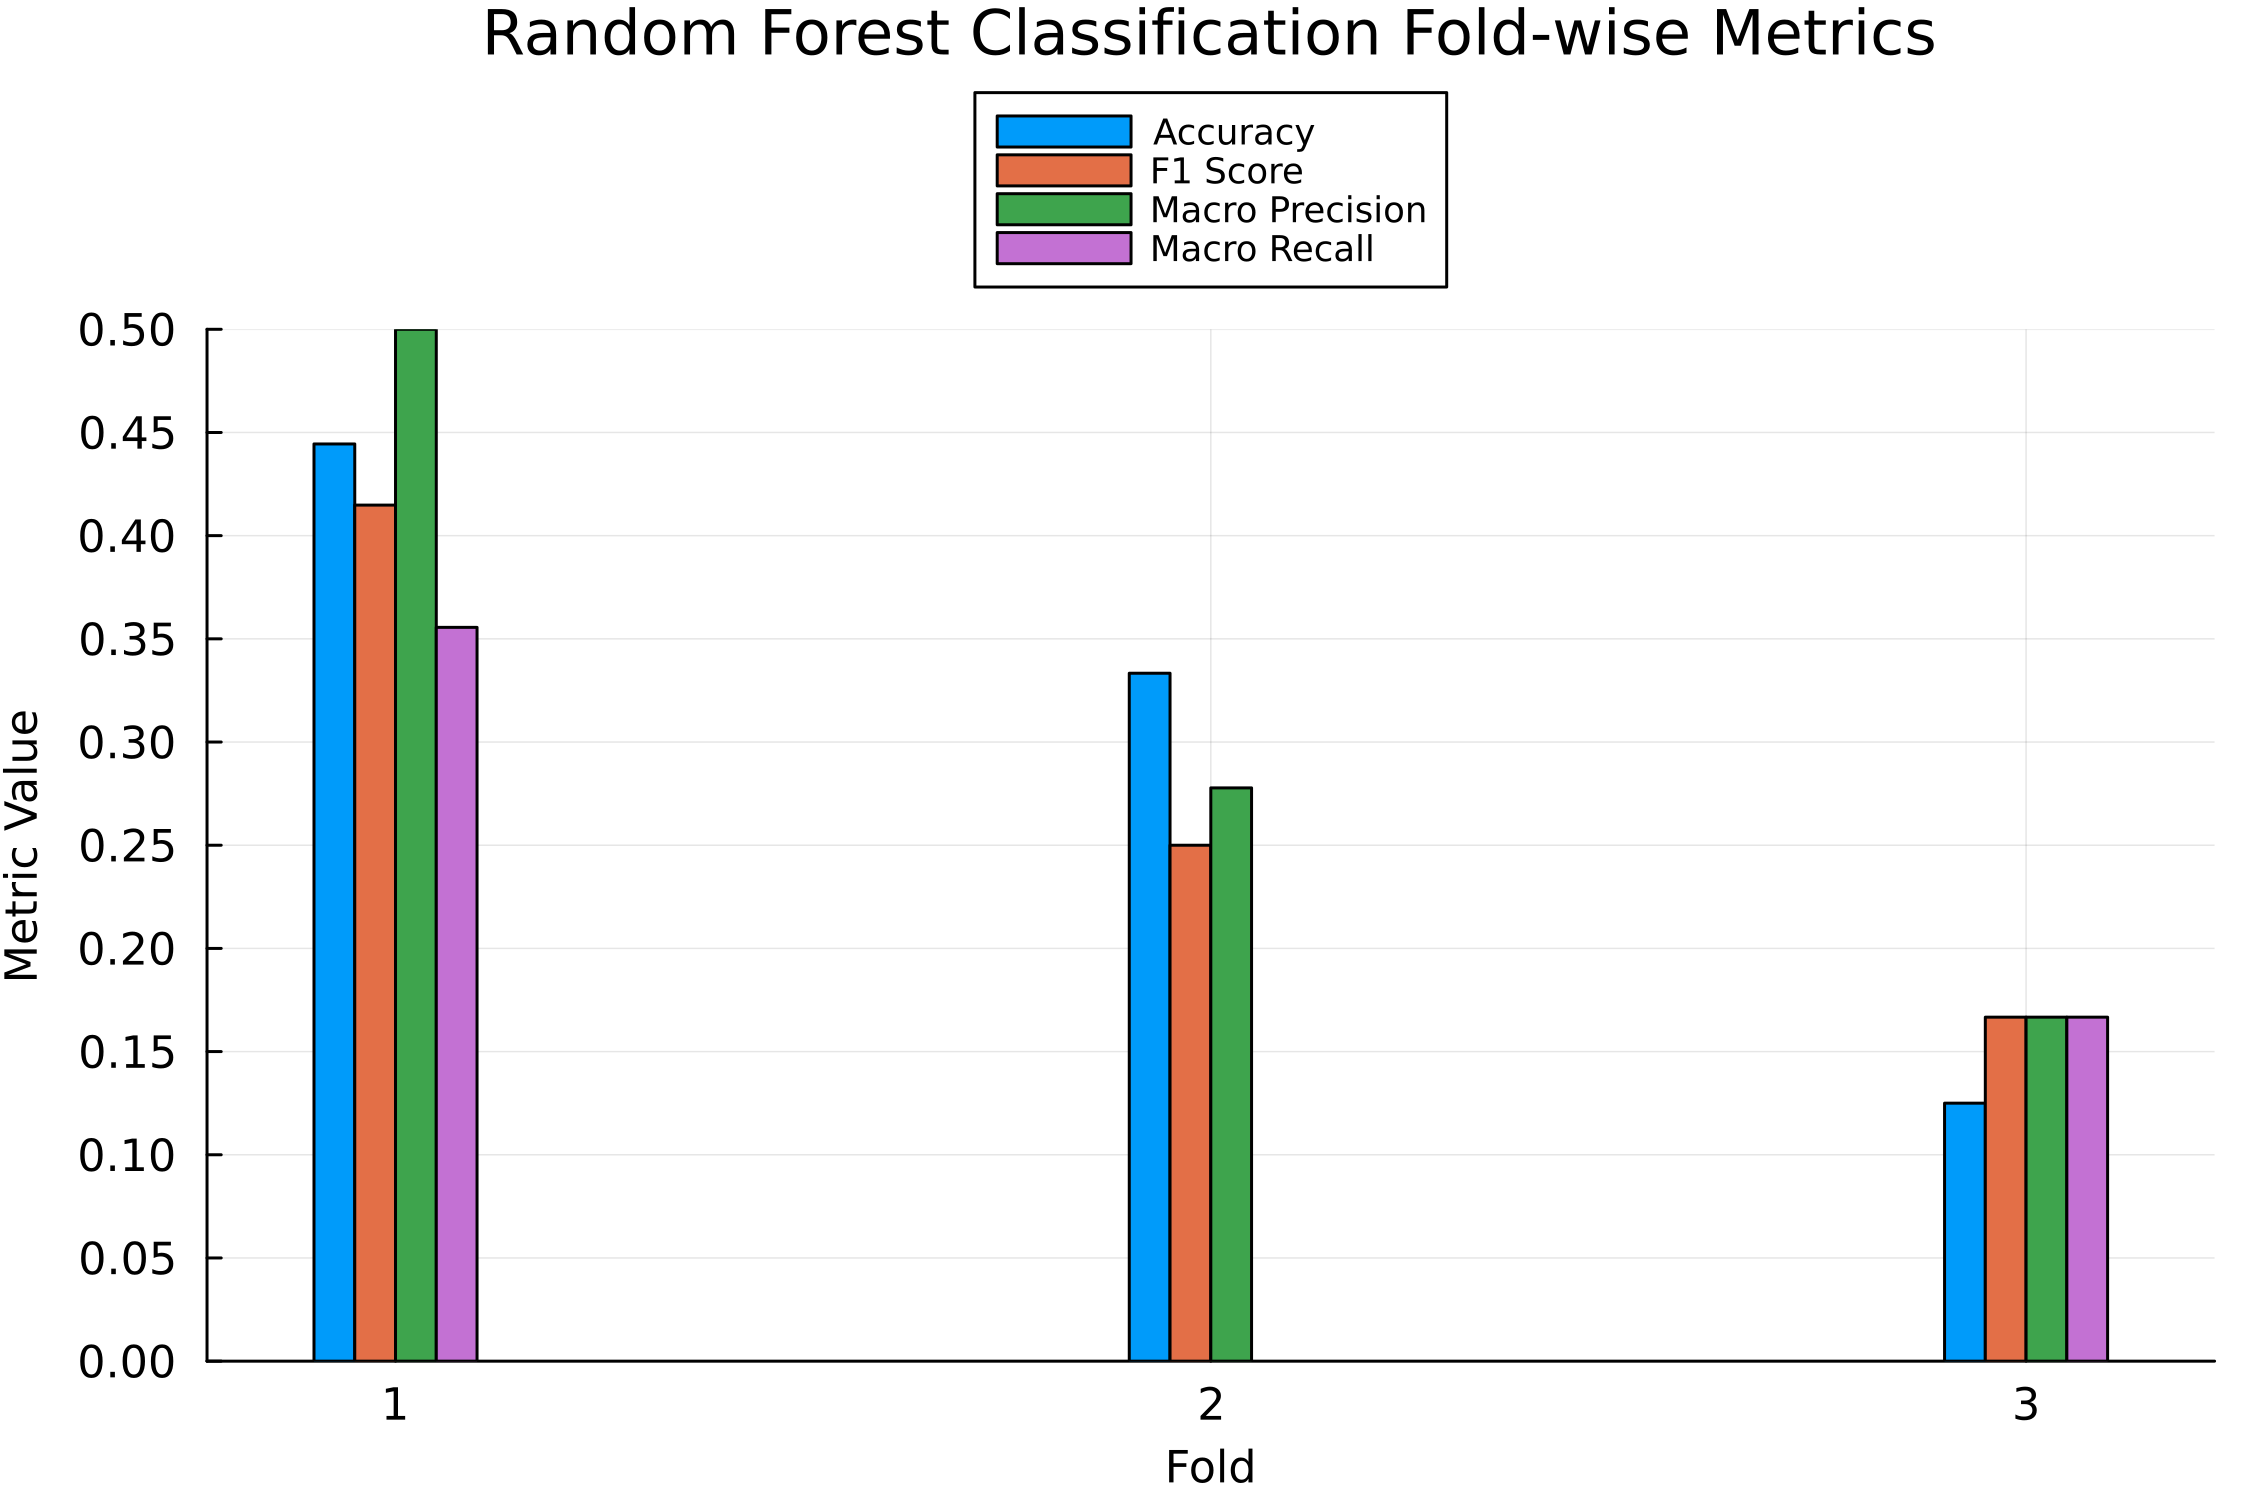 Random Forest Classification Fold-wise Metrics
Accuracy
F1 Score
Macro Precision
Macro Recall
0.50
0.45
0.40
0.35
0.30
0.25
0.20
0.15
0.10
0.05
0.00
Metric Value
1 2 3
Fold